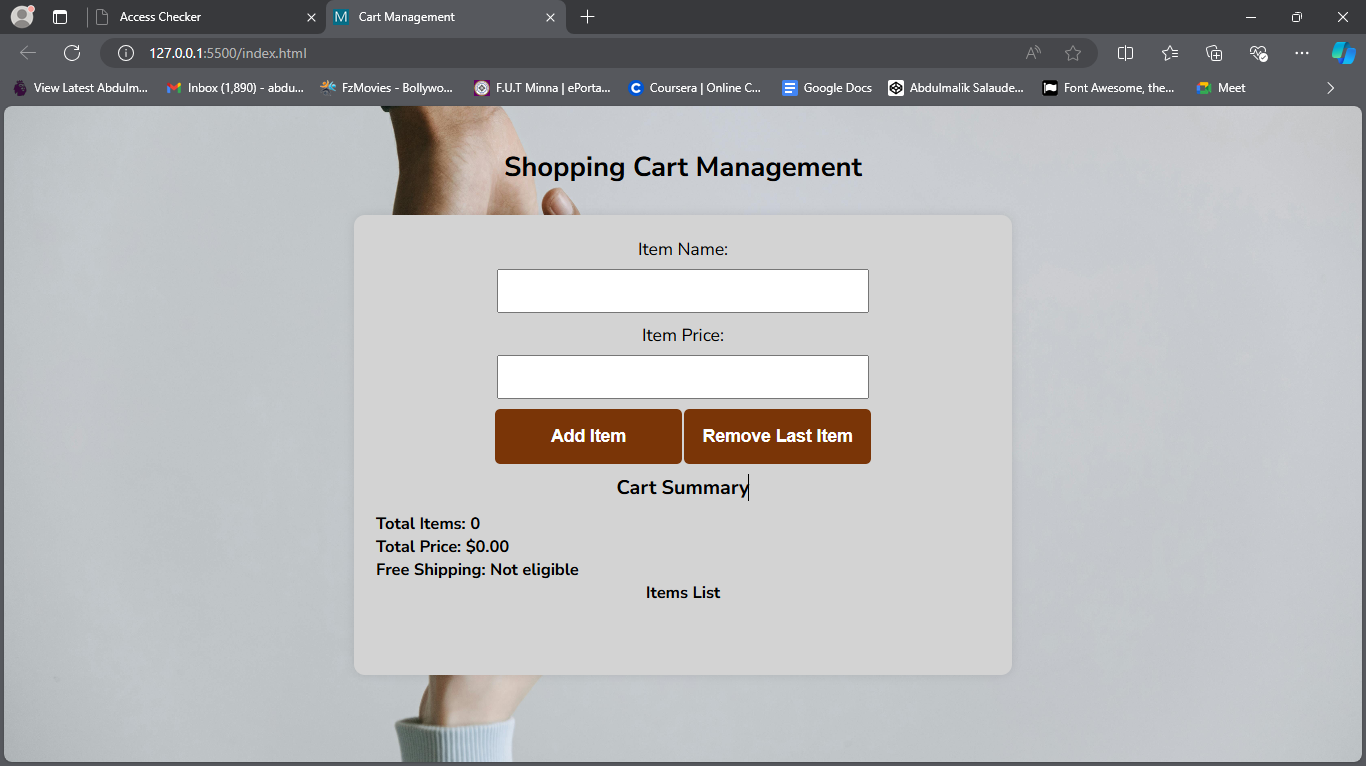 Access Checker
M Cart Management
127.0.0.1:5500/index.html
View Latest Abdulm... Inbox (1,890) - abdu... FzMovies - Bollywo... F.U.T Minna | ePorta... Coursera | Online C... Google Docs Abdulmalik Salaude... Font Awesome, the... Meet
Shopping Cart Management
Item Name:
Item Price:
Add Item Remove Last Item
Cart Summary
Total Items: 0
Total Price: $0.00
Free Shipping: Not eligible
Items List